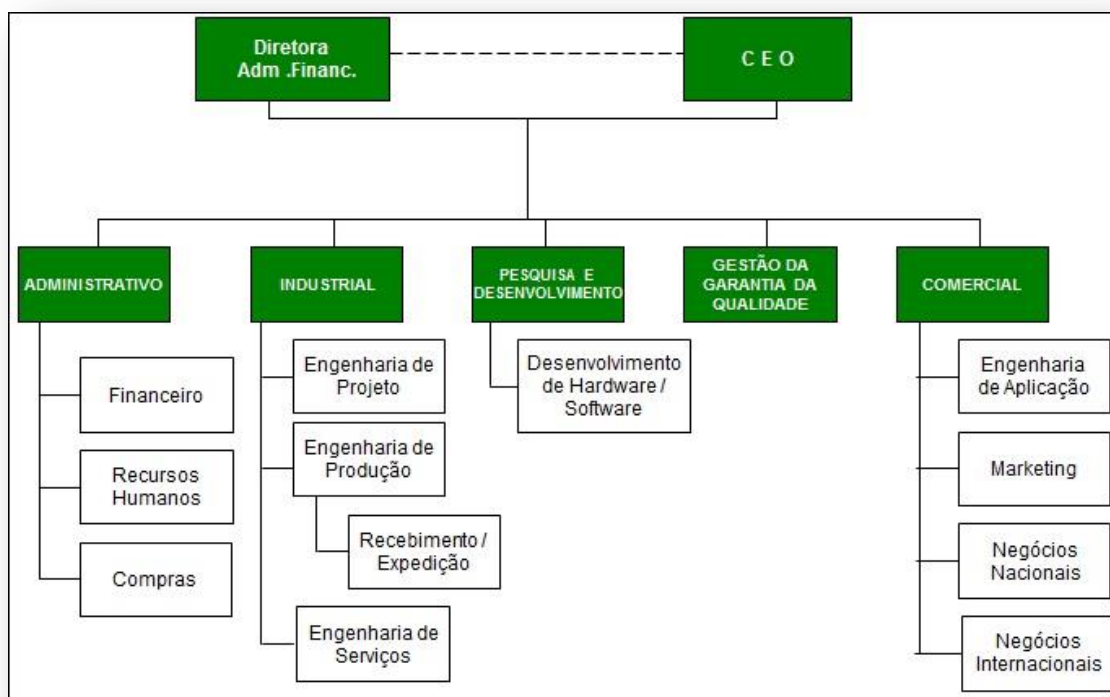 Diretora
Adm .Financ.
C E O
ADMINISTRATIVO
INDUSTRIAL
PESQUISA E
DESENVOLVIMENTO
GESTÃO DA
GARANTIA DA
QUALIDADE
COMERCIAL
Financeiro
Recursos
Humanos
Compras
Engenharia de
Projeto
Engenharia de
Produção
Recebimento /
Expedição
Engenharia de
Serviços
Desenvolvimento
de Hardware /
Software
Engenharia
de Aplicação
Marketing
Negócios
Nacionais
Negócios
Internacionais